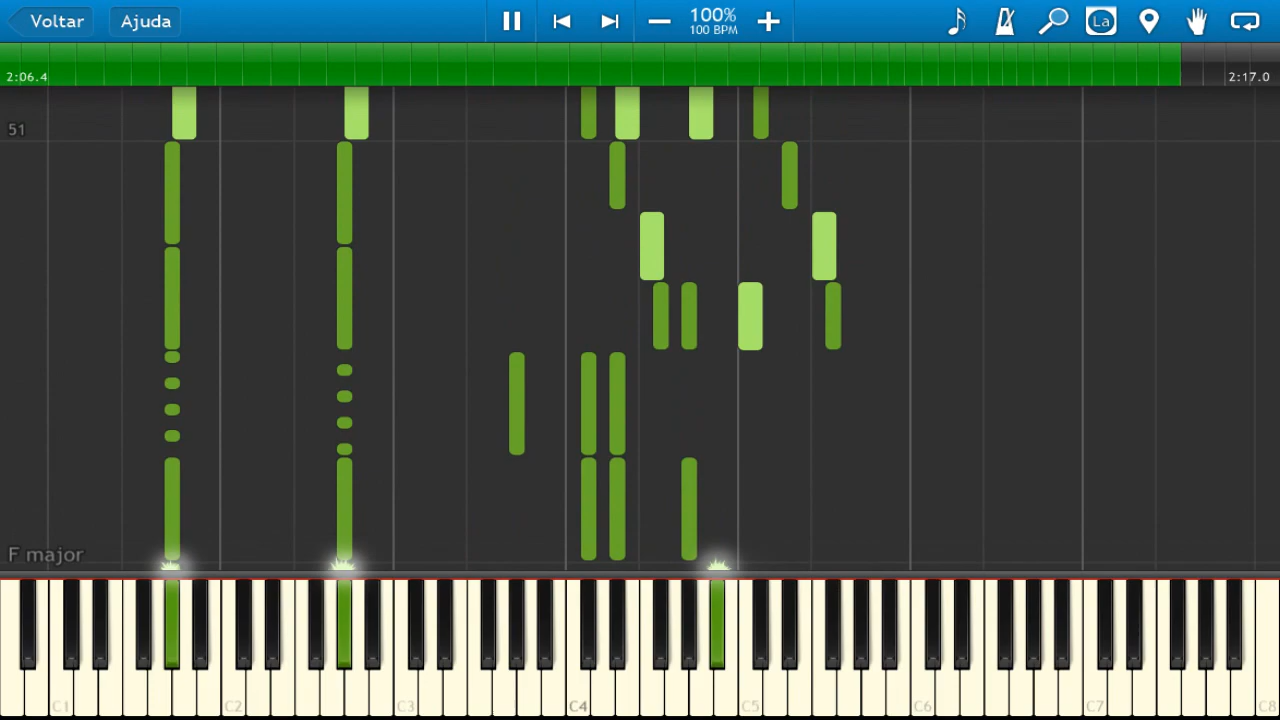 Voltar Ajuda 100% La
100 BPM
2:06.4 2:17.0
51
F major
C1 C2 C3 C4 C5 C6 C7 C8